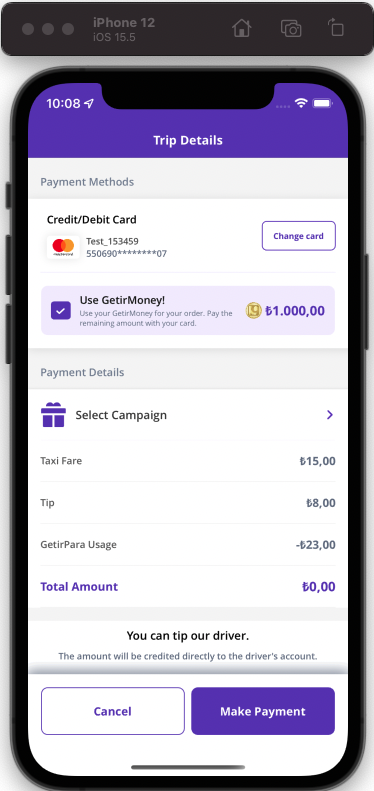 iPhone 12
iOS 15.5
10:08
Trip Details
Payment Methods
Credit/Debit Card
Test_153459
550690********07
Change card
Use GetirMoney!
Use your GetirMoney for your order. Pay the
remaining amount with your card.
₺1.000,00
Payment Details
Select Campaign
Taxi Fare
₺15,00
Tip
₺8,00
GetirPara Usage
-₺23,00
Total Amount
₺0,00
You can tip our driver.
The amount will be credited directly to the driver's account.
Cancel
Make Payment